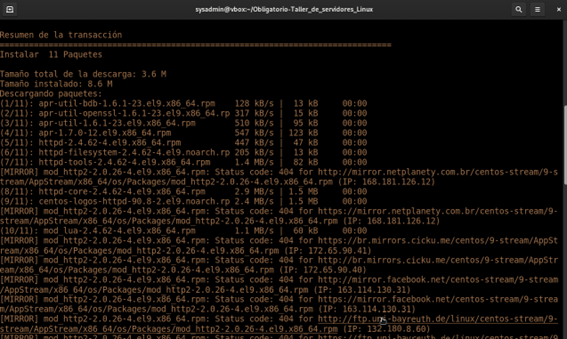 sysadmin@vbox:~/Obligatorio-Taller_de_servidores_Linux
Resumen de la transacción
================================================================================
Instalar  11 Paquetes
Tamaño total de la descarga: 3.6 M
Tamaño instalado: 8.6 M
Descargando paquetes:
(1/11): apr-util-bdb-1.6.1-23.el9.x86_64.rpm    128 kB/s |  13 kB     00:00
(2/11): apr-util-openssl-1.6.1-23.el9.x86_64.rpm 317 kB/s |  15 kB     00:00
(3/11): apr-util-1.6.1-23.el9.x86_64.rpm        510 kB/s |  95 kB     00:00
(4/11): apr-1.7.0-12.el9.x86_64.rpm             547 kB/s | 123 kB     00:00
(5/11): httpd-2.4.62-4.el9.x86_64.rpm           447 kB/s |  47 kB     00:00
(6/11): httpd-filesystem-2.4.62-4.el9.noarch.rp 205 kB/s |  13 kB     00:00
(7/11): httpd-tools-2.4.62-4.el9.x86_64.rpm     1.4 MB/s |  82 kB     00:00
[MIRROR] mod_http2-2.0.26-4.el9.x86_64.rpm: Status code: 404 for http://mirror.netplanety.com.br/centos-stream/9-s
tream/AppStream/x86_64/os/Packages/mod_http2-2.0.26-4.el9.x86_64.rpm (IP: 168.181.126.12)
(8/11): httpd-core-2.4.62-4.el9.x86_64.rpm      2.9 MB/s | 1.5 MB     00:00
(9/11): centos-logos-httpd-90.8-2.el9.noarch.rp 2.4 MB/s | 1.5 MB     00:00
[MIRROR] mod_http2-2.0.26-4.el9.x86_64.rpm: Status code: 404 for https://mirror.netplanety.com.br/centos-stream/9-
stream/AppStream/x86_64/os/Packages/mod_http2-2.0.26-4.el9.x86_64.rpm (IP: 168.181.126.12)
(10/11): mod_lua-2.4.62-4.el9.x86_64.rpm        1.1 MB/s |  60 kB     00:00
[MIRROR] mod_http2-2.0.26-4.el9.x86_64.rpm: Status code: 404 for https://br.mirrors.cicku.me/centos-stream/9-stream/AppSt
ream/x86_64/os/Packages/mod_http2-2.0.26-4.el9.x86_64.rpm (IP: 172.65.90.41)
[MIRROR] mod_http2-2.0.26-4.el9.x86_64.rpm: Status code: 404 for http://br.mirrors.cicku.me/centos-stream/9-stream/AppSt
ream/x86_64/os/Packages/mod_http2-2.0.26-4.el9.x86_64.rpm (IP: 172.65.90.40)
[MIRROR] mod_http2-2.0.26-4.el9.x86_64.rpm: Status code: 404 for http://mirror.facebook.net/centos-stream/9-stream
/AppStream/x86_64/os/Packages/mod_http2-2.0.26-4.el9.x86_64.rpm (IP: 163.114.130.31)
[MIRROR] mod_http2-2.0.26-4.el9.x86_64.rpm: Status code: 404 for https://mirror.facebook.net/centos-stream/9-strea
m/AppStream/x86_64/os/Packages/mod_http2-2.0.26-4.el9.x86_64.rpm (IP: 163.114.130.31)
[MIRROR] mod_http2-2.0.26-4.el9.x86_64.rpm: Status code: 404 for http://ftp.uni-bayreuth.de/linux/centos-stream/9-
stream/AppStream/x86_64/os/Packages/mod_http2-2.0.26-4.el9.x86_64.rpm (IP: 132.180.8.60)